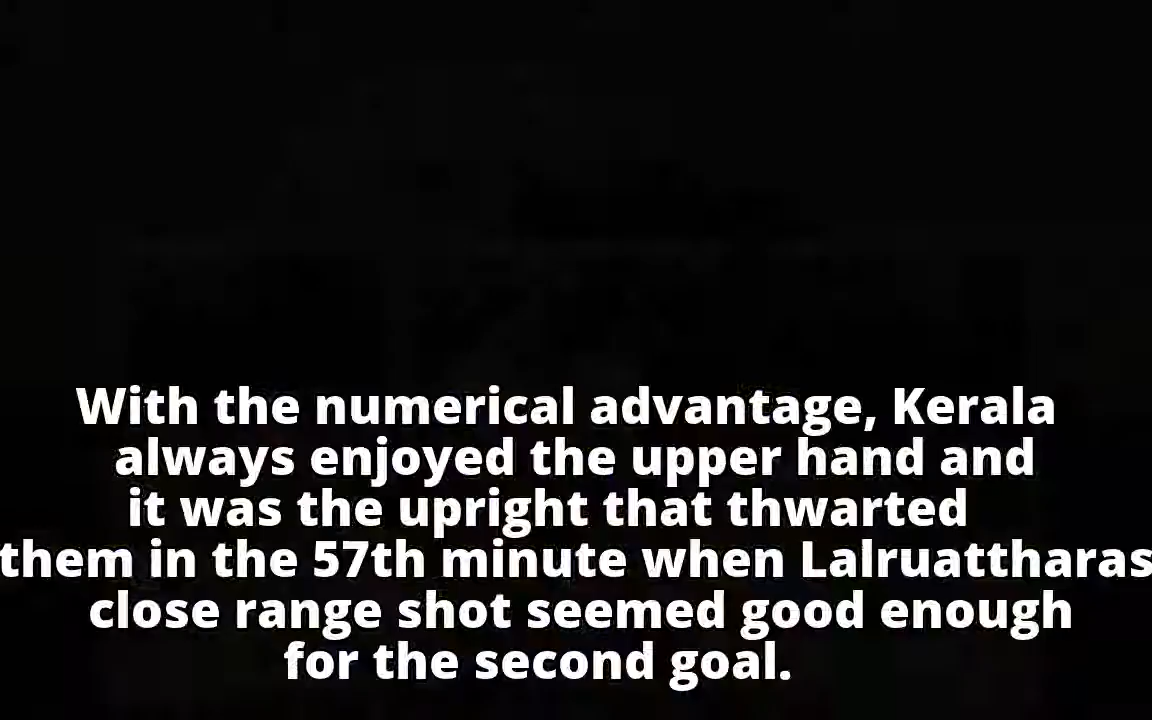 With the numerical advantage, Kerala
always enjoyed the upper hand and
it was the upright that thwarted
them in the 57th minute when Lalruattharas
close range shot seemed good enough
for the second goal.